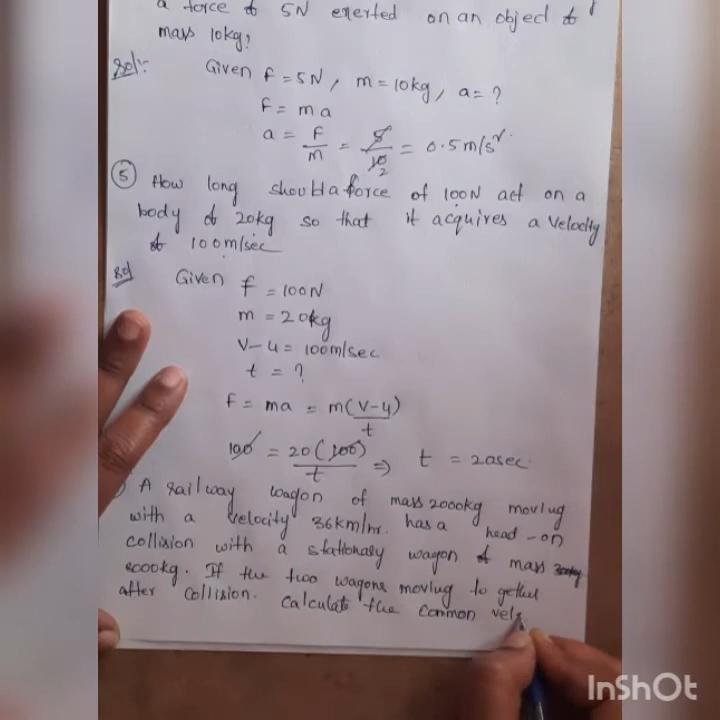 a force of 5N exerted on an object of
mass 10kg?
Sol:- Given f = 5N, m = 10kg, a = ?
F = ma
a = F/m = 5/10 2 = 0.5 m/s²
(5) How long should a force of 100N act on a
body of 20kg so that it acquires a velocity
of 100m/sec
Sol Given f = 100N
m = 20kg
V-u = 100m/sec
t = ?
F = ma = m(V-u)/t
100 = 20(100)/t ⇒ t = 20sec.
) A railway wagon of mass 2000kg moving
with a velocity 36km/hr. has a head-on
collision with a stationary wagon of mass
8000kg. If the two wagons moving together
after collision. Calculate the common velo
InShOt